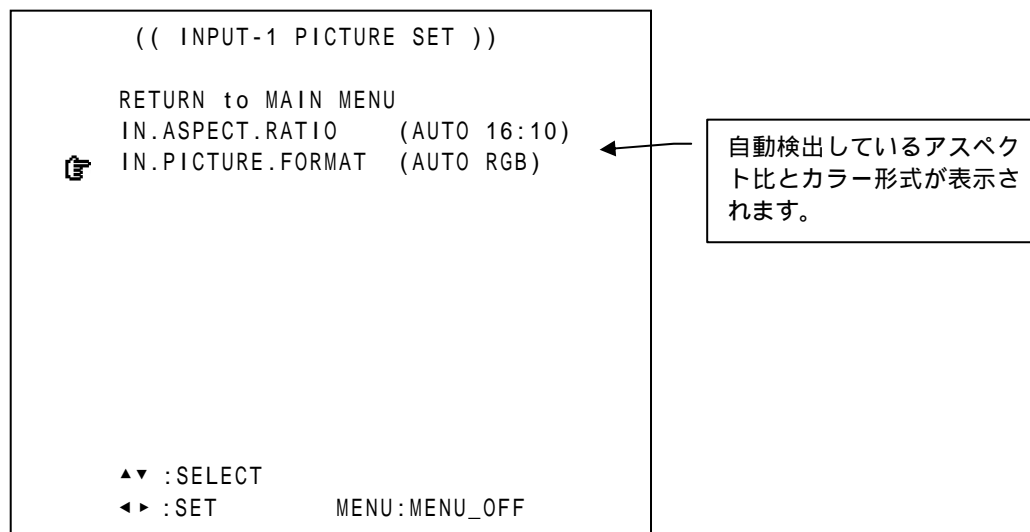 (( INPUT-1 PICTURE SET ))
RETURN to MAIN MENU
IN.ASPECT.RATIO (AUTO 16:10)
☞ IN.PICTURE.FORMAT (AUTO RGB)
▲▼ :SELECT
◄► :SET MENU:MENU_OFF
自動検出しているアスペク
ト比とカラー形式が表示さ
れます。